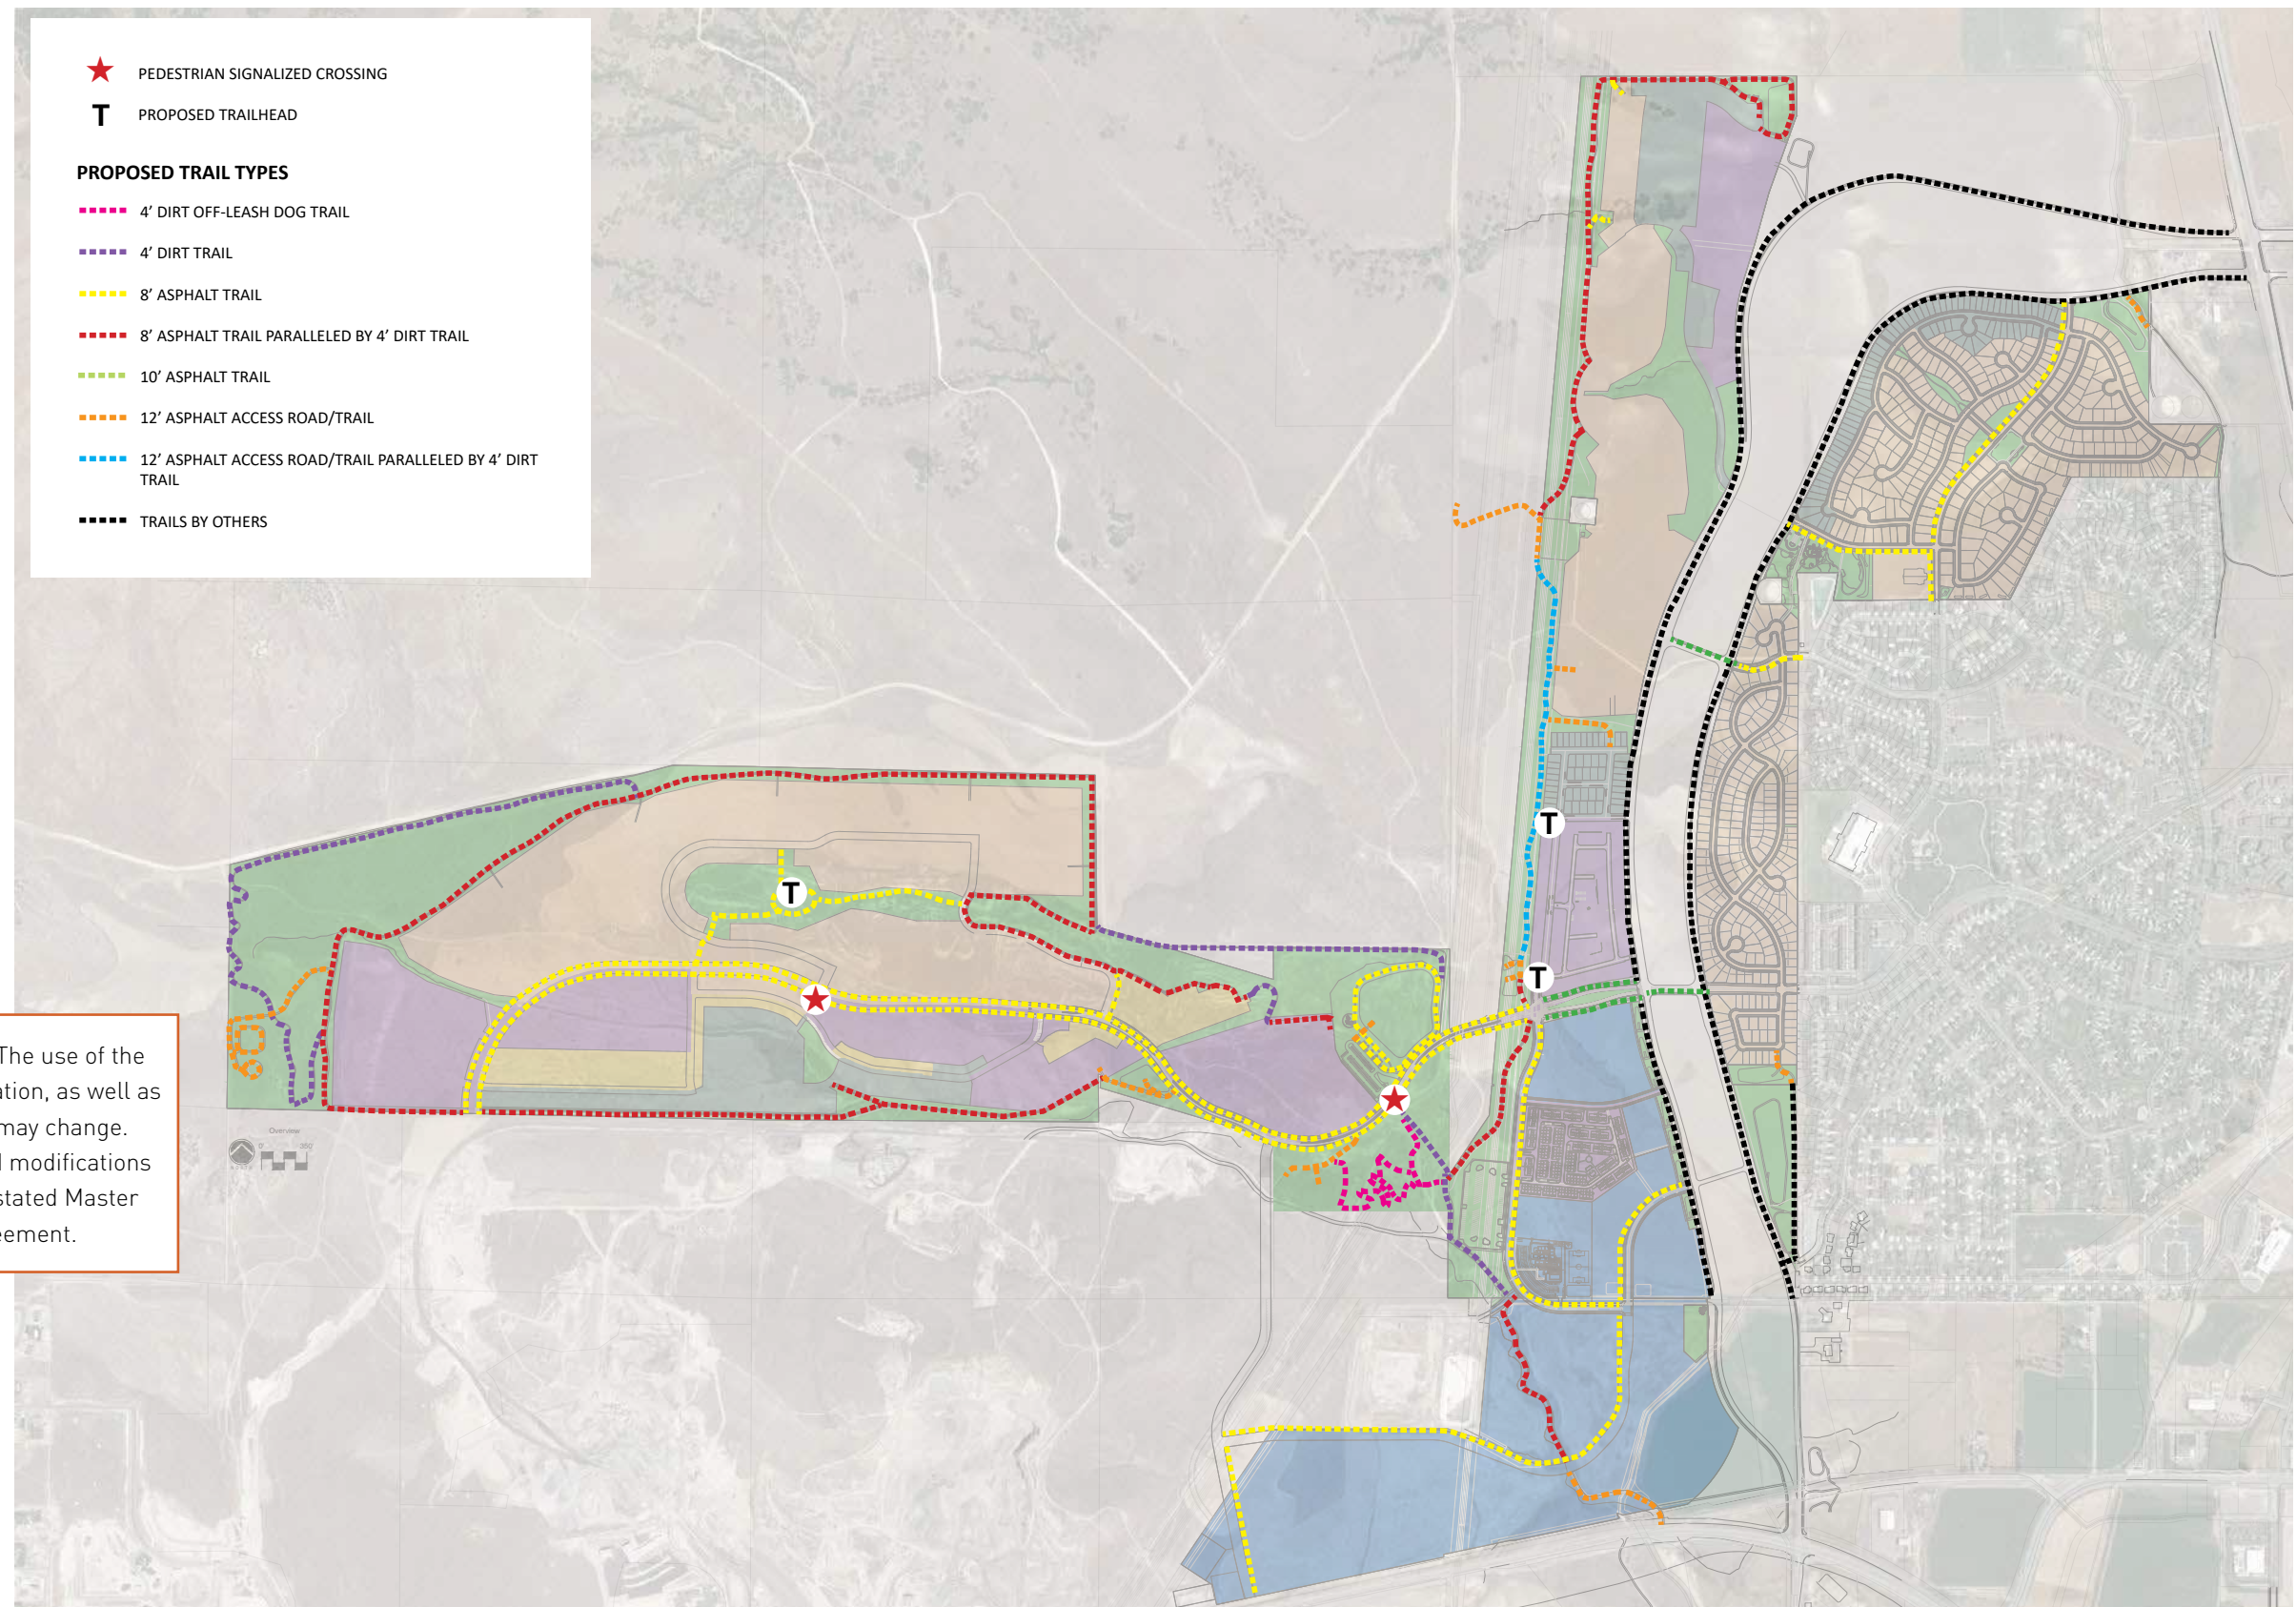 PEDESTRIAN SIGNALIZED CROSSING
T PROPOSED TRAILHEAD
PROPOSED TRAIL TYPES
4’ DIRT OFF-LEASH DOG TRAIL
4’ DIRT TRAIL
8’ ASPHALT TRAIL
8’ ASPHALT TRAIL PARALLELED BY 4’ DIRT TRAIL
10’ ASPHALT TRAIL
12’ ASPHALT ACCESS ROAD/TRAIL
12’ ASPHALT ACCESS ROAD/TRAIL PARALLELED BY 4’ DIRT
TRAIL
TRAILS BY OTHERS
T
T
T
The use of the
ation, as well as
may change.
modifications
stated Master
eement.
Overview
0' 350'